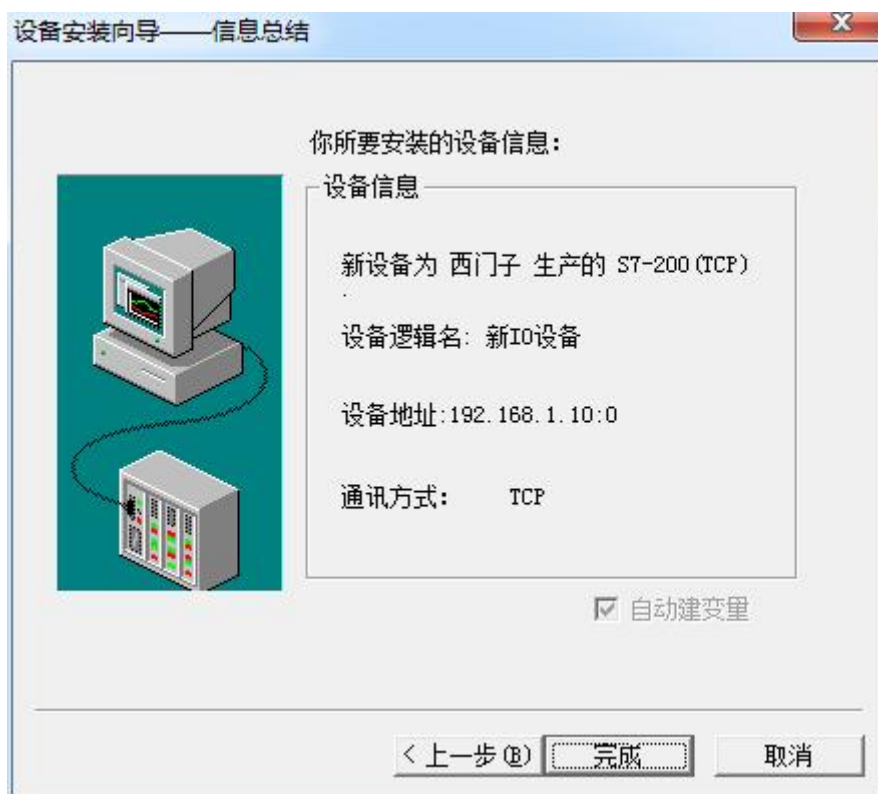 设备安装向导——信息总结
你所要安装的设备信息：
设备信息
新设备为 西门子 生产的 S7-200(TCP)
设备逻辑名: 新IO设备
设备地址:192.168.1.10:0
通讯方式： TCP
自动建变量
< 上一步(B) 完成 取消